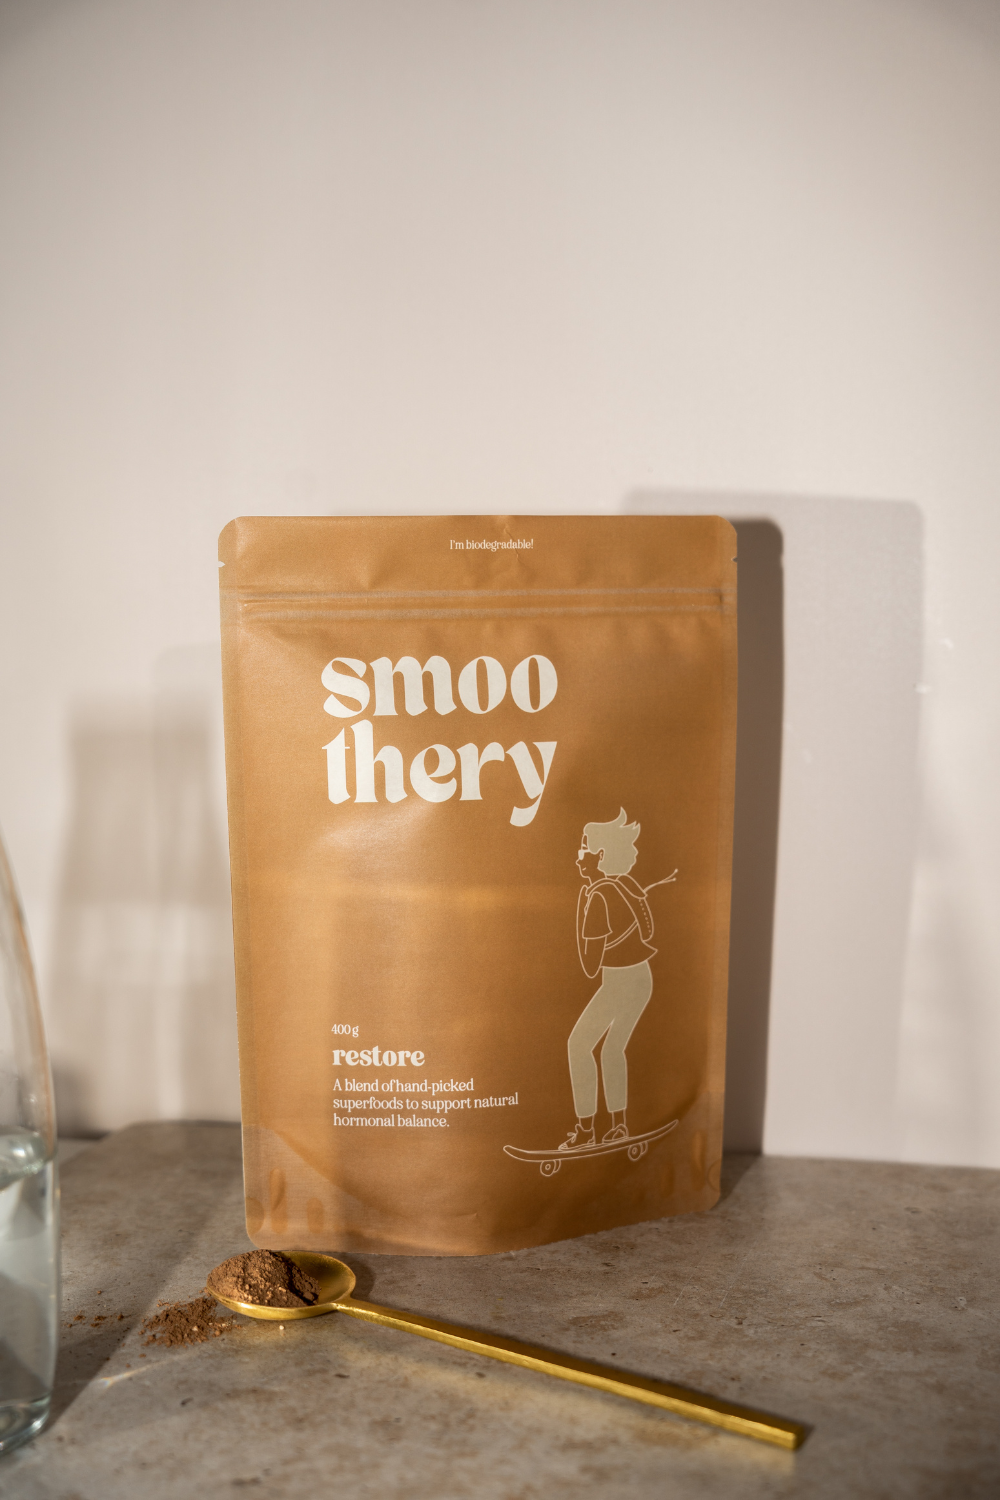 I'm biodegradable!
smoo
thery
400 g
restore
A blend of hand-picked
superfoods to support natural
hormonal balance.